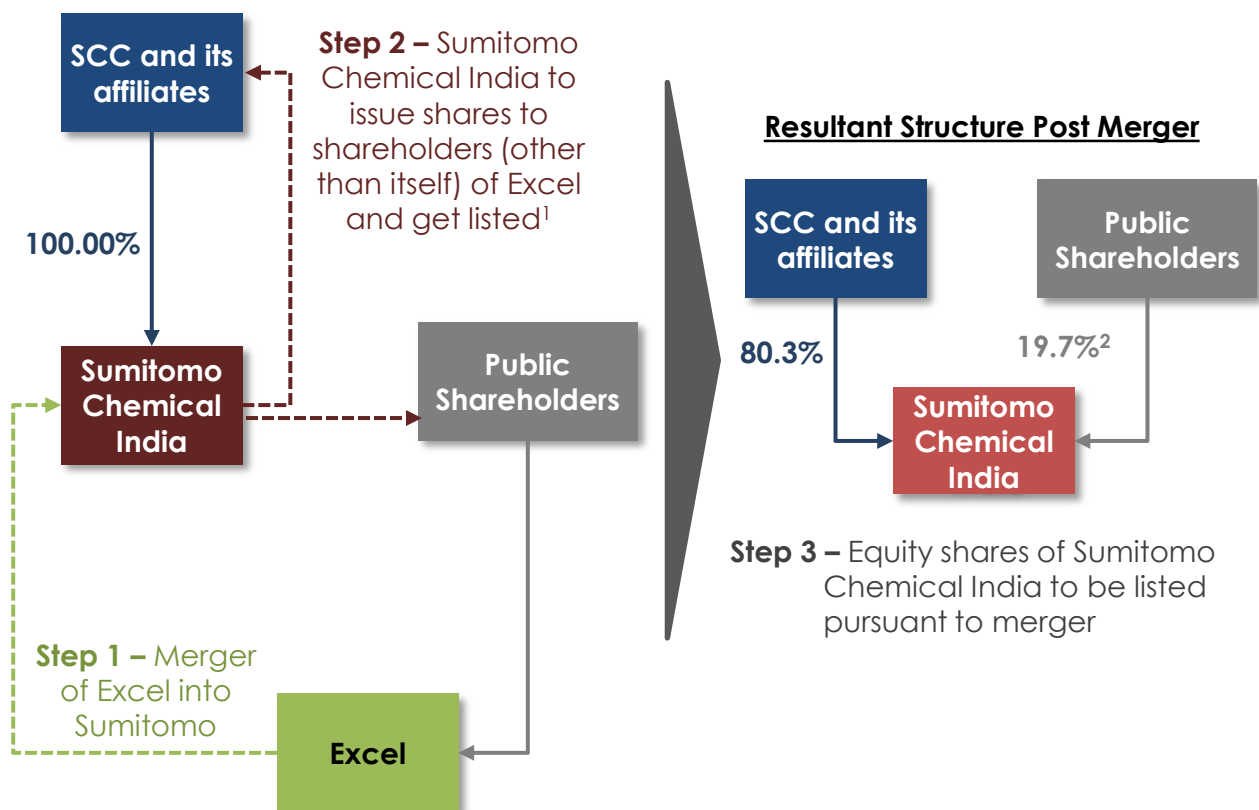 SCC and its
affiliates
Step 2 – Sumitomo
Chemical India to
issue shares to
shareholders (other
than itself) of Excel
and get listed1
100.00%
Sumitomo
Chemical
India
Public
Shareholders
Step 1 – Merger
of Excel into
Sumitomo
Excel
Resultant Structure Post Merger
SCC and its
affiliates
Public
Shareholders
80.3%
19.7%2
Sumitomo
Chemical
India
Step 3 – Equity shares of Sumitomo
Chemical India to be listed
pursuant to merger